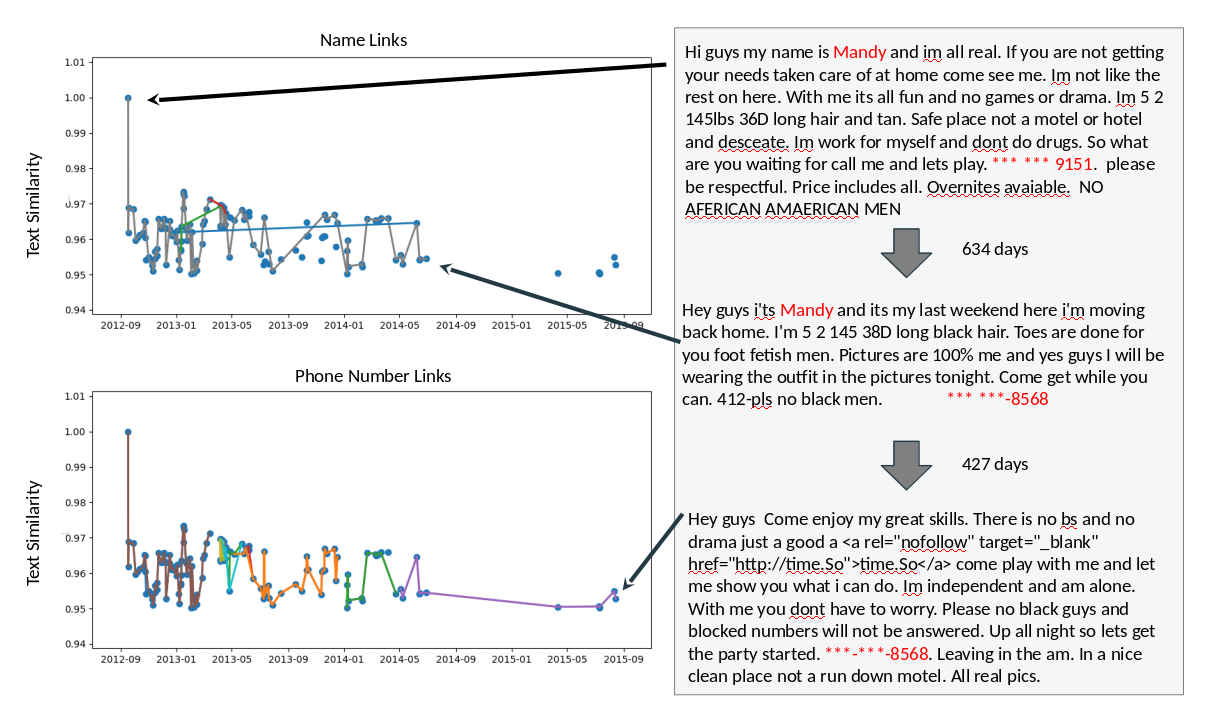 Name Links
1.01
1.00
0.99
0.98
0.97
0.96
0.95
0.94
Text Similarity
2012-09 2013-01 2013-05 2013-09 2014-01 2014-05 2014-09 2015-01 2015-05 2015-09
Phone Number Links
1.01
1.00
0.99
0.98
0.97
0.96
0.95
0.94
Text Similarity
2012-09 2013-01 2013-05 2013-09 2014-01 2014-05 2014-09 2015-01 2015-05 2015-09
Hi guys my name is Mandy and im all real. If you are not getting
your needs taken care of at home come see me. Im not like the
rest on here. With me its all fun and no games or drama. Im 5 2
145lbs 36D long hair and tan. Safe place not a motel or hotel
and desceate. Im work for myself and dont do drugs. So what
are you waiting for call me and lets play. *** *** 9151. please
be respectful. Price includes all. Overnites avaiable. NO
AFERICAN AMAERICAN MEN
634 days
Hey guys i'ts Mandy and its my last weekend here i'm moving
back home. I'm 5 2 145 38D long black hair. Toes are done for
you foot fetish men. Pictures are 100% me and yes guys I will be
wearing the outfit in the pictures tonight. Come get while you
can. 412-pls no black men. *** ***-8568
427 days
Hey guys Come enjoy my great skills. There is no bs and no
drama just a good a <a rel="nofollow" target="_blank"
href="http://time.So">time.So</a> come play with me and let
me show you what i can do. Im independent and am alone.
With me you dont have to worry. Please no black guys and
blocked numbers will not be answered. Up all night so lets get
the party started. ***-***-8568. Leaving in the am. In a nice
clean place not a run down motel. All real pics.